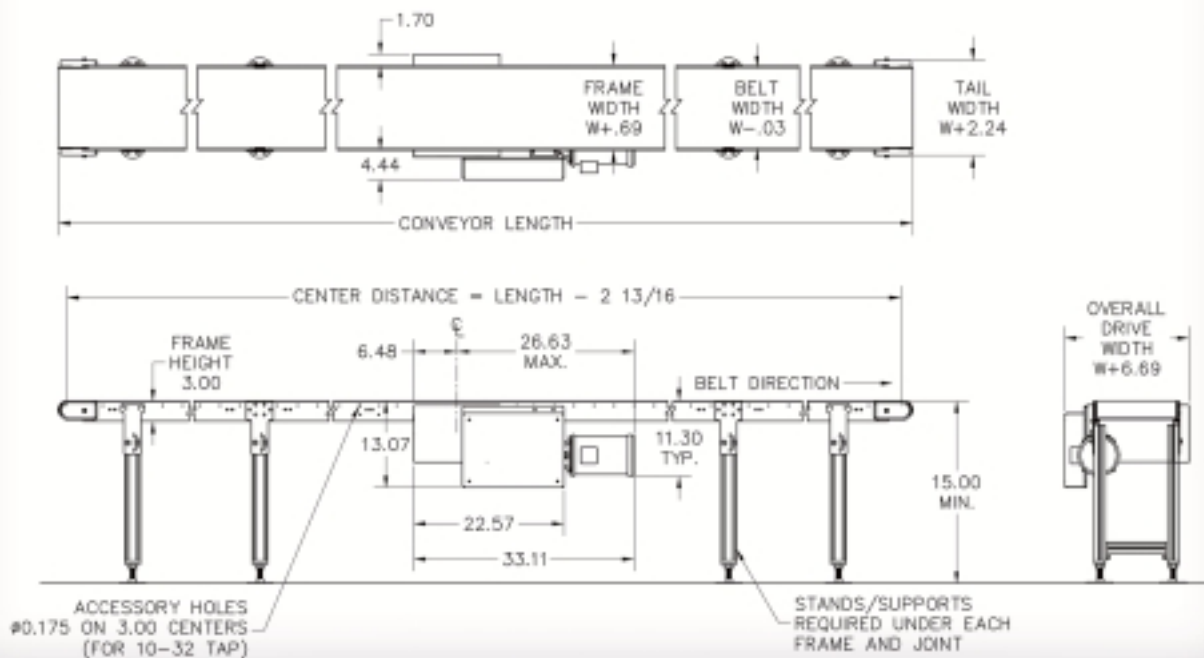 1.70
FRAME
WIDTH
W+.69
BELT
WIDTH
W-.03
TAIL
WIDTH
W+2.24
4.44
CONVEYOR LENGTH
CENTER DISTANCE = LENGTH - 2 13/16
FRAME
HEIGHT
3.00
6.48
℄
26.63
MAX.
BELT DIRECTION
OVERALL
DRIVE
WIDTH
W+6.69
13.07
11.30
TYP.
15.00
MIN.
22.57
33.11
ACCESSORY HOLES
ø0.175 ON 3.00 CENTERS
(FOR 10-32 TAP)
STANDS/SUPPORTS
REQUIRED UNDER EACH
FRAME AND JOINT